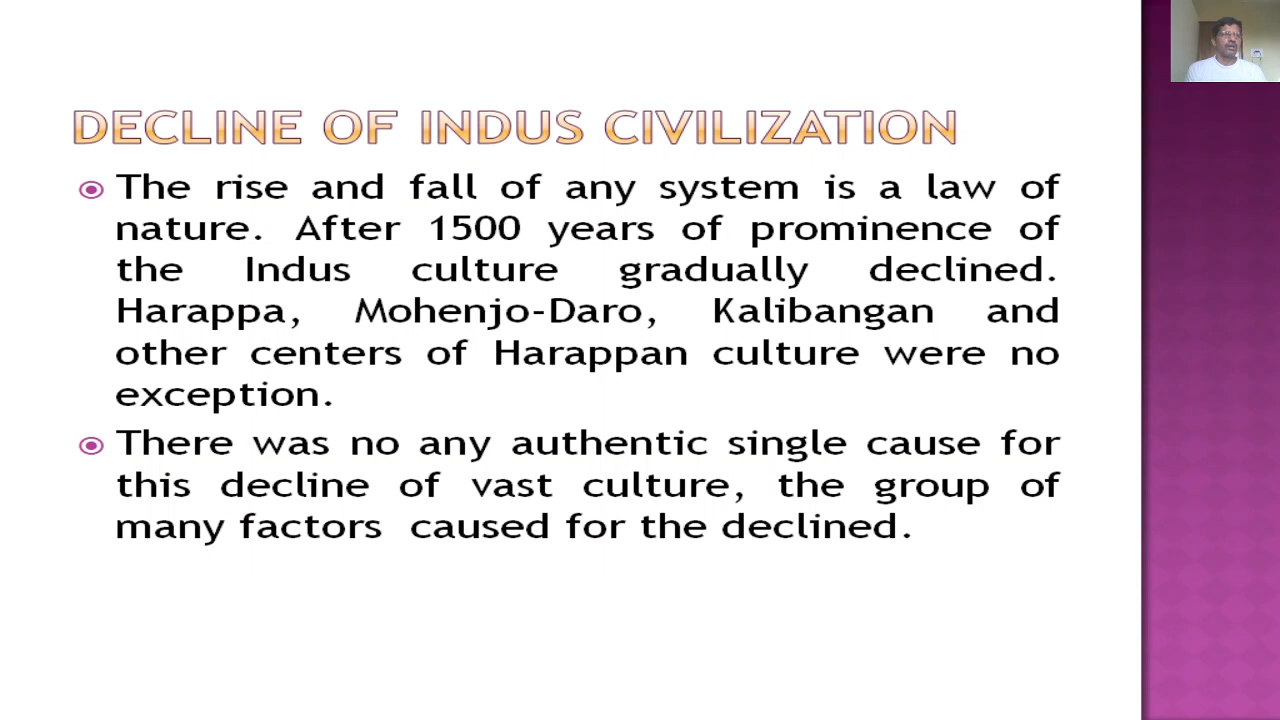 DECLINE OF INDUS CIVILIZATION
The rise and fall of any system is a law of
nature. After 1500 years of prominence of
the Indus culture gradually declined.
Harappa, Mohenjo-Daro, Kalibangan and
other centers of Harappan culture were no
exception.
There was no any authentic single cause for
this decline of vast culture, the group of
many factors caused for the declined.